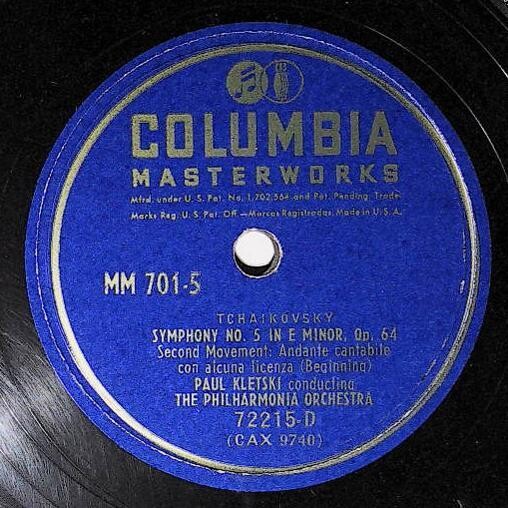 COLUMBIA
MASTERWORKS
Mfrd. under U. S. Pat. No. 1,702,564 and Pat. Pending. Trade
Marks Reg. U. S. Pat. Off.—Marcas Registradas. Made in U. S. A.
MM 701-5
TCHAIKOVSKY
SYMPHONY NO. 5 IN E MINOR, Op. 64
Second Movement: Andante cantabile
con alcuna licenza (Beginning)
PAUL KLETSKI conducting
THE PHILHARMONIA ORCHESTRA
72215-D
(CAX 9740)